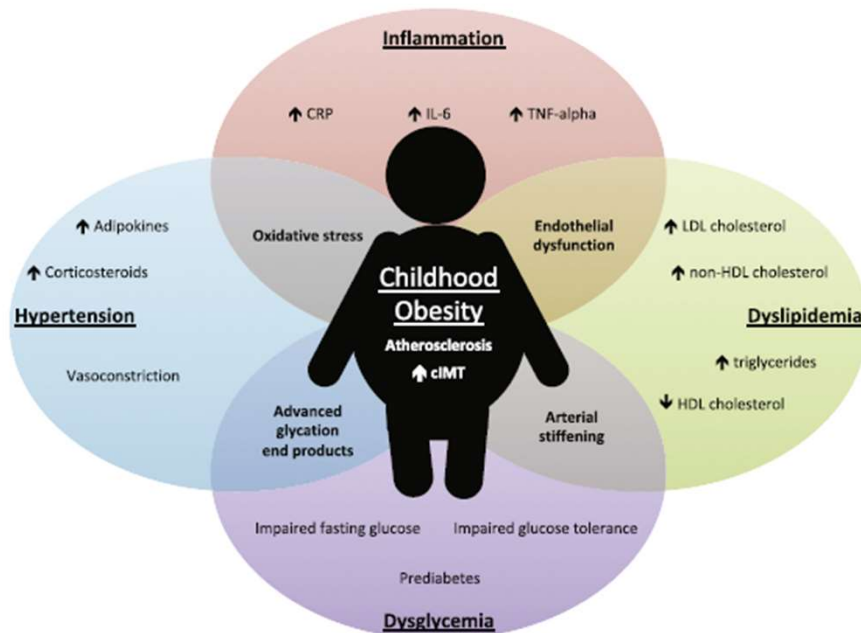 Inflammation
↑ CRP
↑ IL-6
↑ TNF-alpha
↑ Adipokines
↑ Corticosteroids
Hypertension
Vasoconstriction
Oxidative stress
Endothelial
dysfunction
↑ LDL cholesterol
↑ non-HDL cholesterol
Dyslipidemia
↑ triglycerides
↓ HDL cholesterol
Childhood
Obesity
Atherosclerosis
↑ cIMT
Advanced
glycation
end products
Arterial
stiffening
Impaired fasting glucose
Impaired glucose tolerance
Prediabetes
Dysglycemia